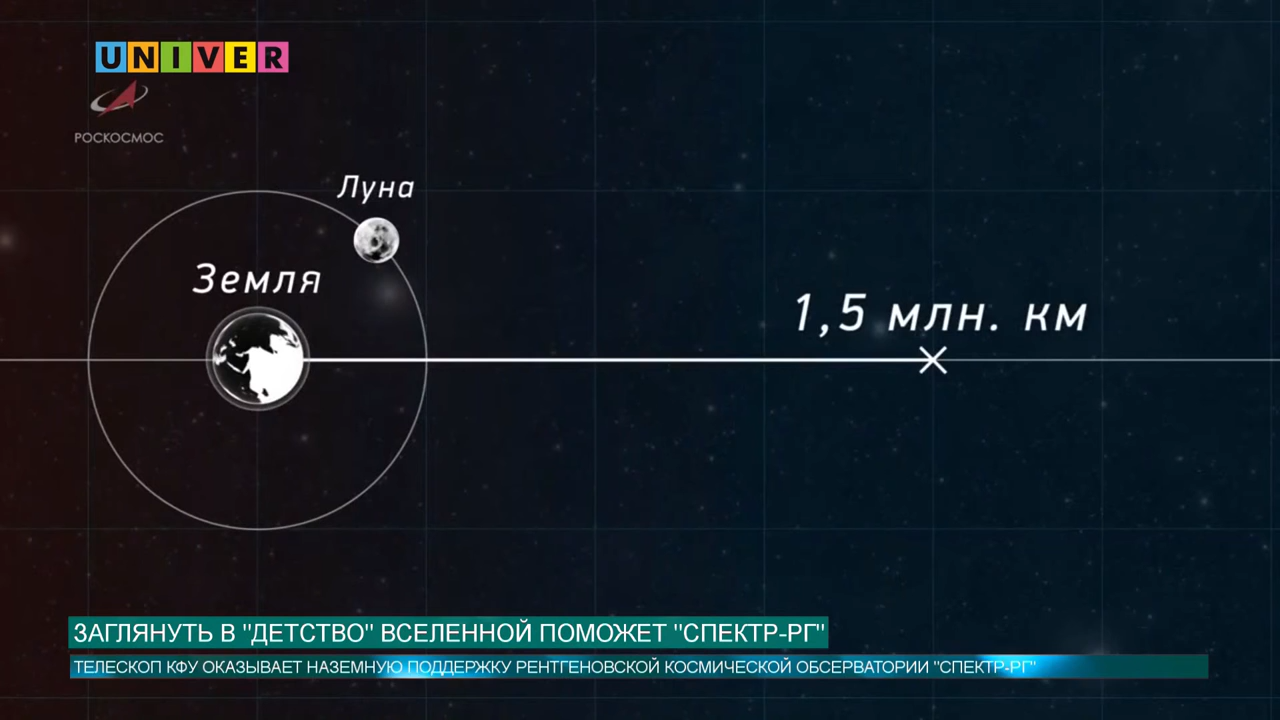 UNIVER
РОСКОСМОС
Луна
Земля
1,5 млн. км
ЗАГЛЯНУТЬ В "ДЕТСТВО" ВСЕЛЕННОЙ ПОМОЖЕТ "СПЕКТР-РГ"
ТЕЛЕСКОП КФУ ОКАЗЫВАЕТ НАЗЕМНУЮ ПОДДЕРЖКУ РЕНТГЕНОВСКОЙ КОСМИЧЕСКОЙ ОБСЕРВАТОРИИ "СПЕКТР-РГ"